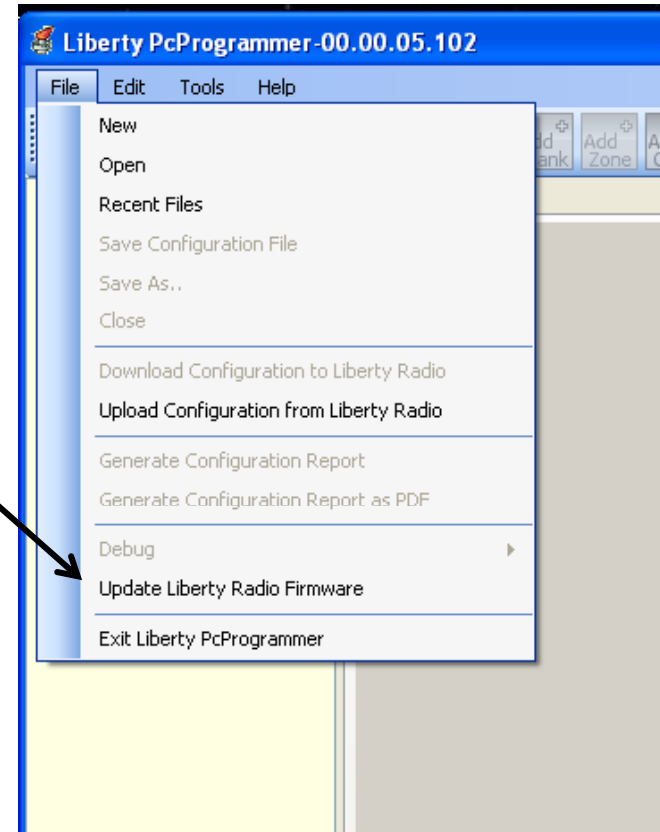 Liberty PcProgrammer-00.00.05.102
File Edit Tools Help
New
Add
Zone
Open
Recent Files
Save Configuration File
Save As..
Close
Download Configuration to Liberty Radio
Upload Configuration from Liberty Radio
Generate Configuration Report
Generate Configuration Report as PDF
Debug
Update Liberty Radio Firmware
Exit Liberty PcProgrammer